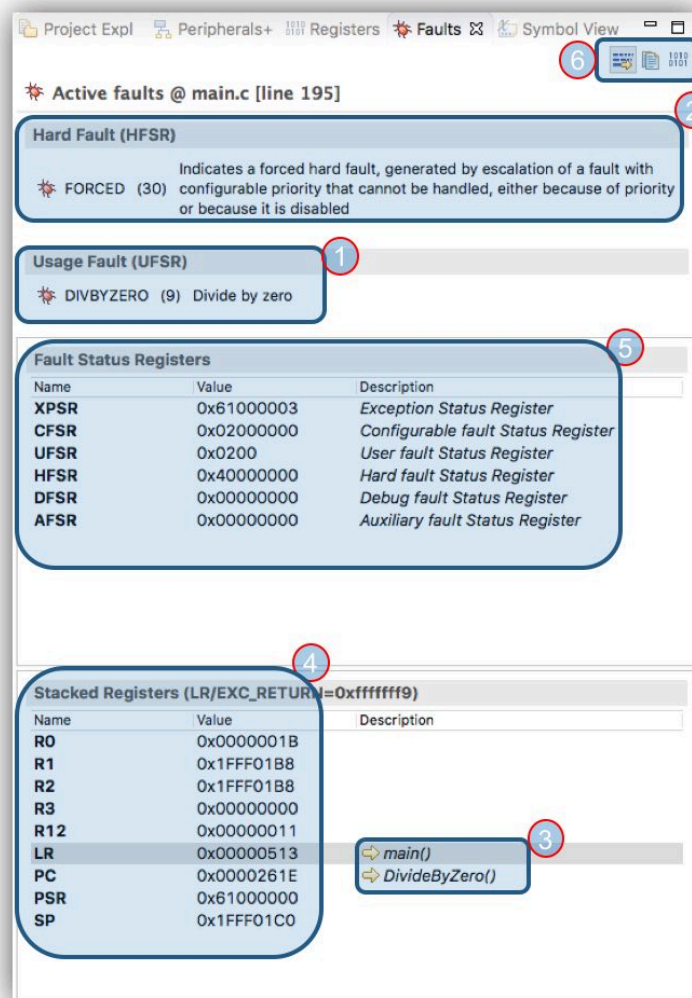 Project Expl Peripherals+ Registers Faults Symbol View
6
Active faults @ main.c [line 195]
2
Hard Fault (HFSR)
FORCED (30) Indicates a forced hard fault, generated by escalation of a fault with
configurable priority that cannot be handled, either because of priority
or because it is disabled
Usage Fault (UFSR)
1
DIVBYZERO (9) Divide by zero
5
Fault Status Registers
Name Value Description
XPSR 0x61000003 Exception Status Register
CFSR 0x02000000 Configurable fault Status Register
UFSR 0x0200 User fault Status Register
HFSR 0x40000000 Hard fault Status Register
DFSR 0x00000000 Debug fault Status Register
AFSR 0x00000000 Auxiliary fault Status Register
4
Stacked Registers (LR/EXC_RETURN=0xfffffff9)
Name Value Description
R0 0x0000001B
R1 0x1FFF01B8
R2 0x1FFF01B8
R3 0x00000000
R12 0x00000011
3
LR 0x00000513 main()
PC 0x0000261E DivideByZero()
PSR 0x61000000
SP 0x1FFF01C0